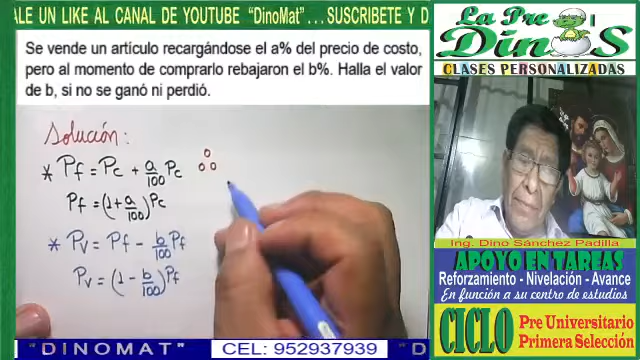 ALE UN LIKE AL CANAL DE YOUTUBE "DinoMat"...SUSCRIBETE Y D
La Pre
DinoS
CLASES PERSONALIZADAS
Se vende un artículo recargándose el a% del precio de costo,
pero al momento de comprarlo rebajaron el b%. Halla el valor
de b, si no se ganó ni perdió.
Solución:
* Pf = Pc + a/100 Pc
Pf = (1 + a/100) Pc
* Pv = Pf - b/100 Pf
Pv = (1 - b/100) Pf
Ing. Dino Sánchez Padilla
APOYO EN TAREAS
Reforzamiento - Nivelación - Avance
En función a su centro de estudios
CICLO Pre Universitario
Primera Selección
"DINOMAT" CEL: 952937939 "D